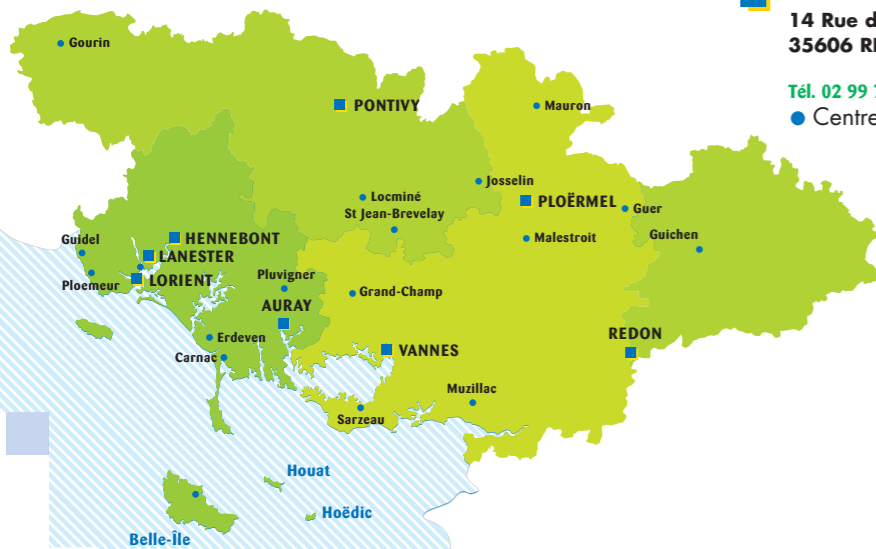 14 Rue d
35606 R
Tél. 02 99
Centre
Gourin
PONTIVY
Mauron
Josselin
Locminé
PLOËRMEL
St Jean-Brevelay
Guer
Guidel
HENNEBONT
LANESTER
Malestroit
Guichen
Ploemeur
LORIENT
Pluvigner
Grand-Champ
AURAY
Erdeven
REDON
Carnac
VANNES
Muzillac
Sarzeau
Houat
Hoëdic
Belle-Île